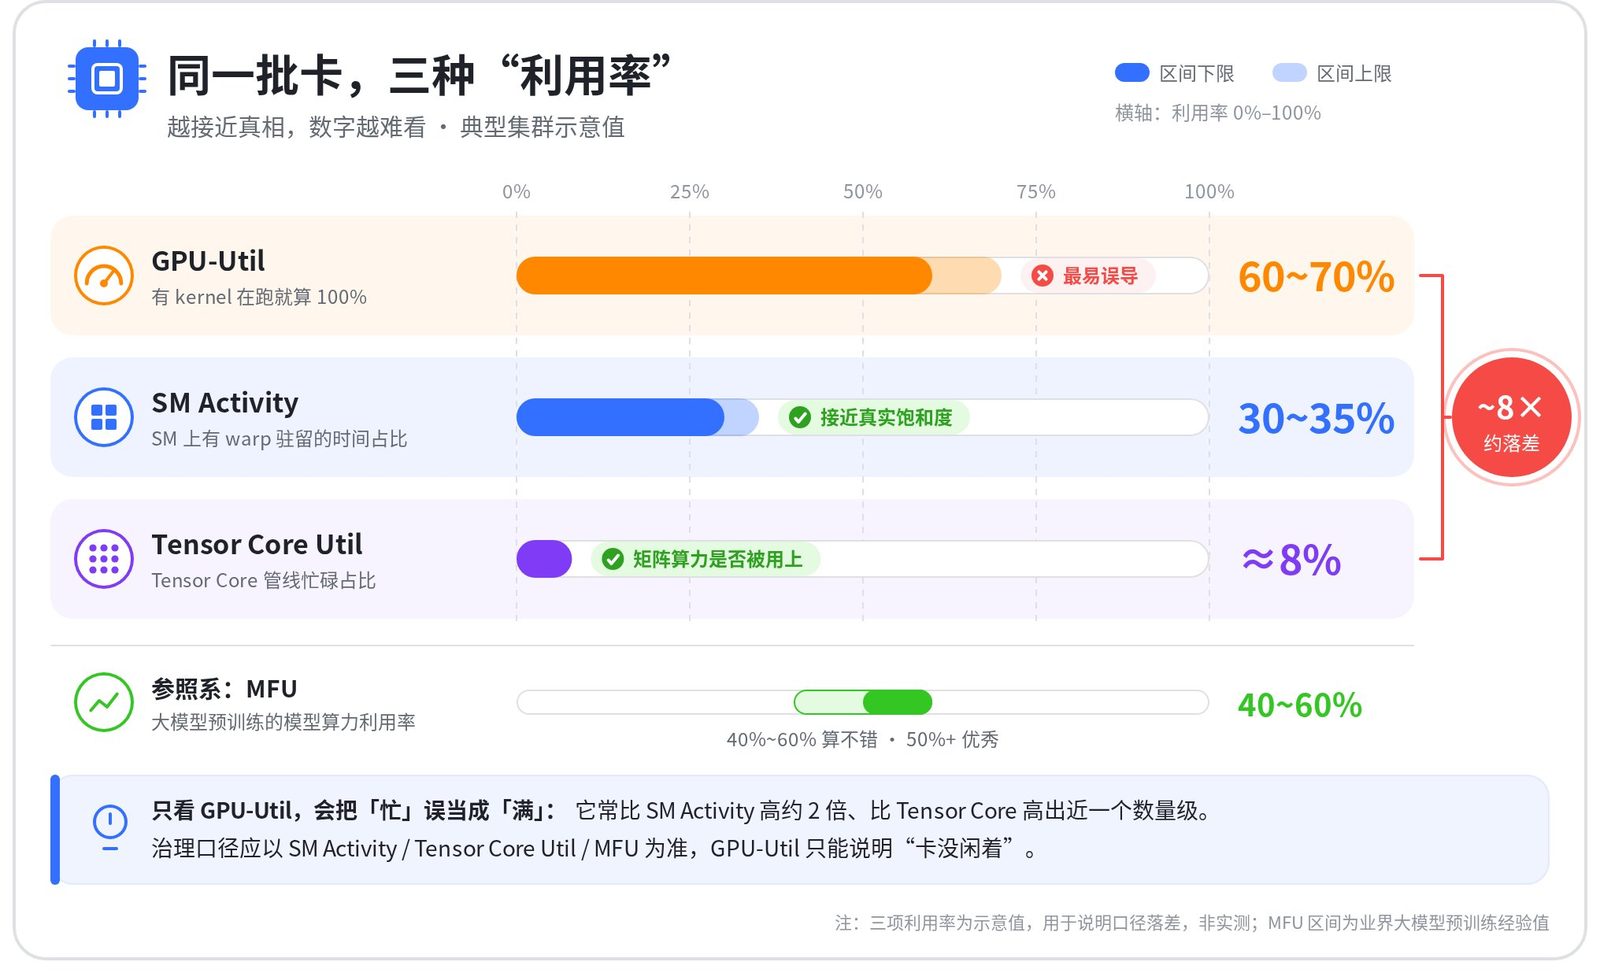 同一批卡，三种“利用率”
越接近真相，数字越难看 · 典型集群示意值
区间下限
区间上限
横轴：利用率 0%–100%
0%
25%
50%
75%
100%
GPU-Util
有 kernel 在跑就算 100%
最易误导
60~70%
SM Activity
SM 上有 warp 驻留的时间占比
接近真实饱和度
30~35%
~8×
约落差
Tensor Core Util
Tensor Core 管线忙碌占比
矩阵算力是否被用上
≈8%
参照系：MFU
大模型预训练的模型算力利用率
40%~60% 算不错 · 50%+ 优秀
40~60%
只看 GPU-Util，会把「忙」误当成「满」： 它常比 SM Activity 高约 2 倍、比 Tensor Core 高出近一个数量级。
治理口径应以 SM Activity / Tensor Core Util / MFU 为准，GPU-Util 只能说明“卡没闲着”。
注：三项利用率为示意值，用于说明口径落差，非实测；MFU 区间为业界大模型预训练经验值